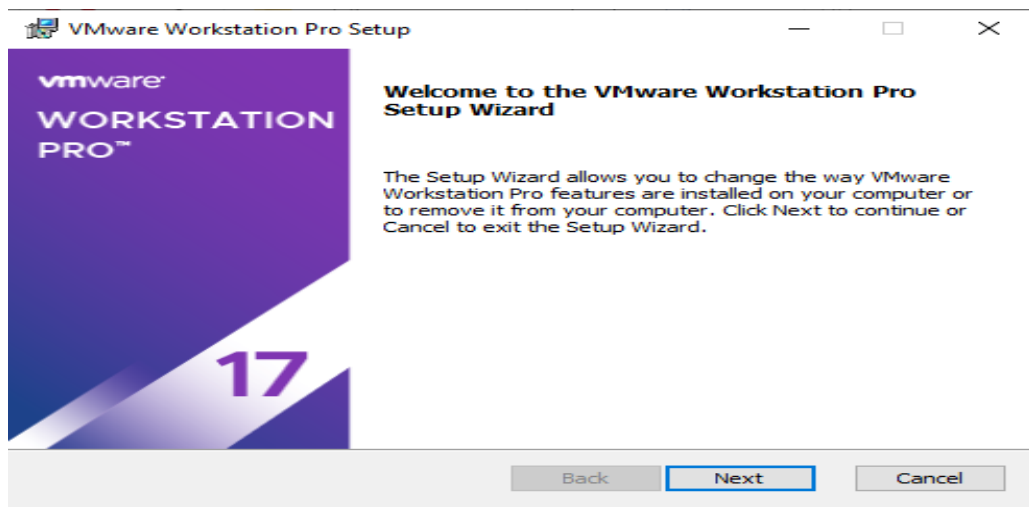 VMware Workstation Pro Setup
vmware
WORKSTATION
PRO™
17
Welcome to the VMware Workstation Pro
Setup Wizard
The Setup Wizard allows you to change the way VMware
Workstation Pro features are installed on your computer or
to remove it from your computer. Click Next to continue or
Cancel to exit the Setup Wizard.
Back
Next
Cancel